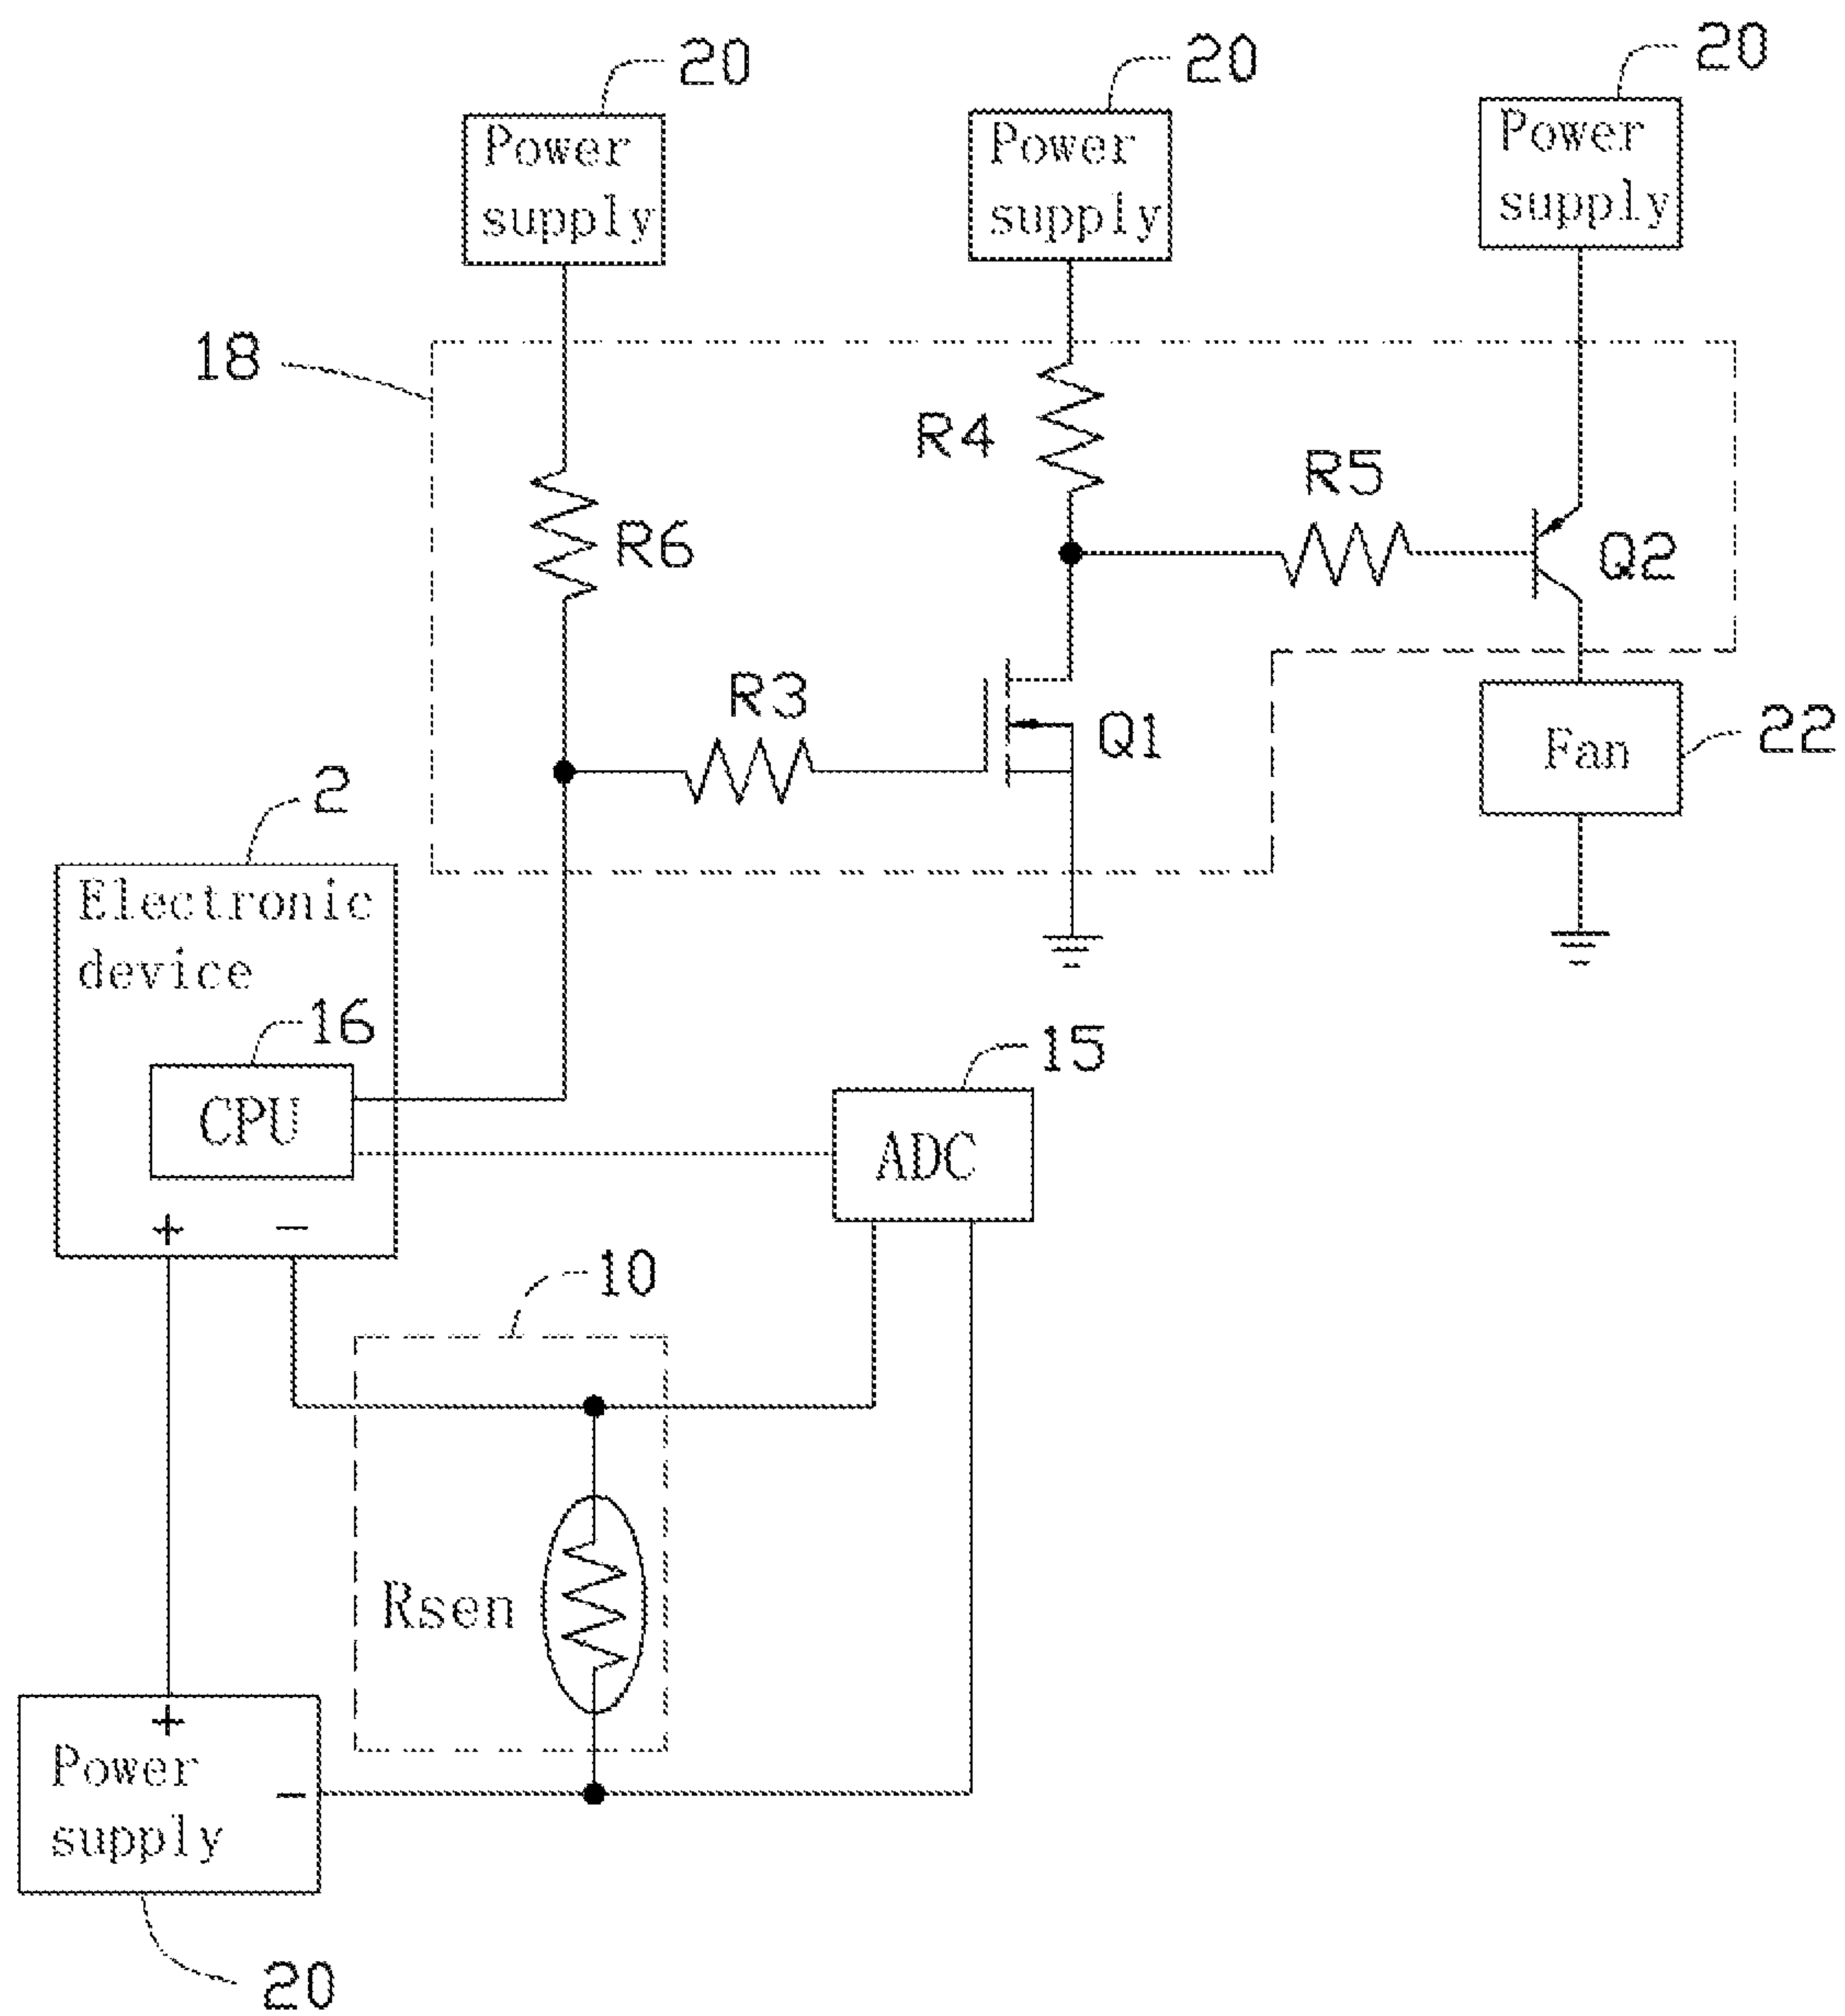 20
20
20
Power
supply
Power
supply
Power
supply
18
R4
R5
R6
Q2
R3
Q1
Fan
22
2
Electronic
device
16
CPU
15
ADC
+
−
10
Rsen
+
Power
supply
−
20